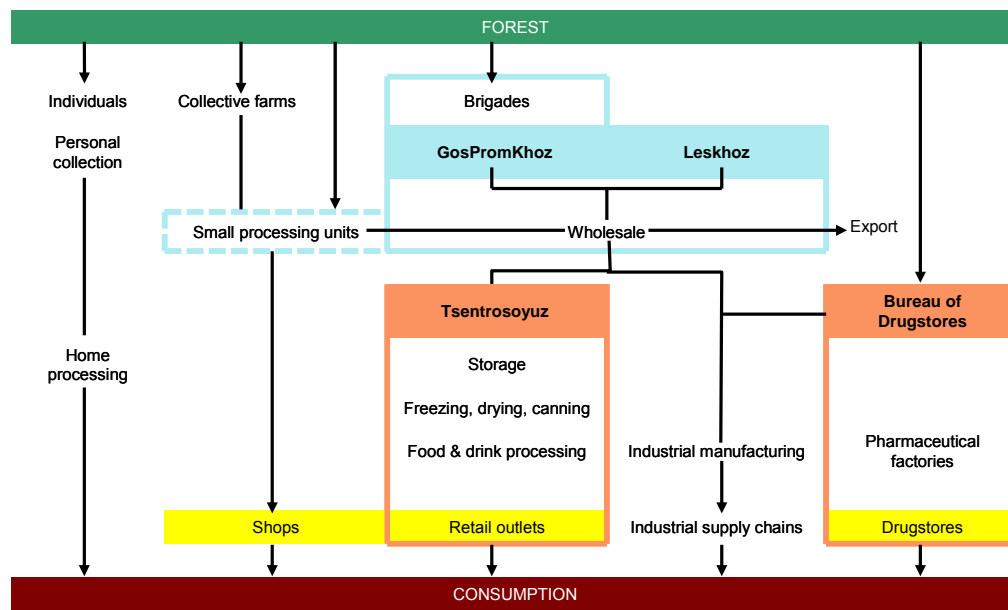 FOREST
Individuals
Collective farms
Brigades
Personal
collection
GosPromKhoz
Leskhoz
Small processing units
Wholesale
Export
Tsentrosoyuz
Bureau of
Drugstores
Home
processing
Storage
Freezing, drying, canning
Food & drink processing
Industrial manufacturing
Pharmaceutical
factories
Shops
Retail outlets
Industrial supply chains
Drugstores
CONSUMPTION